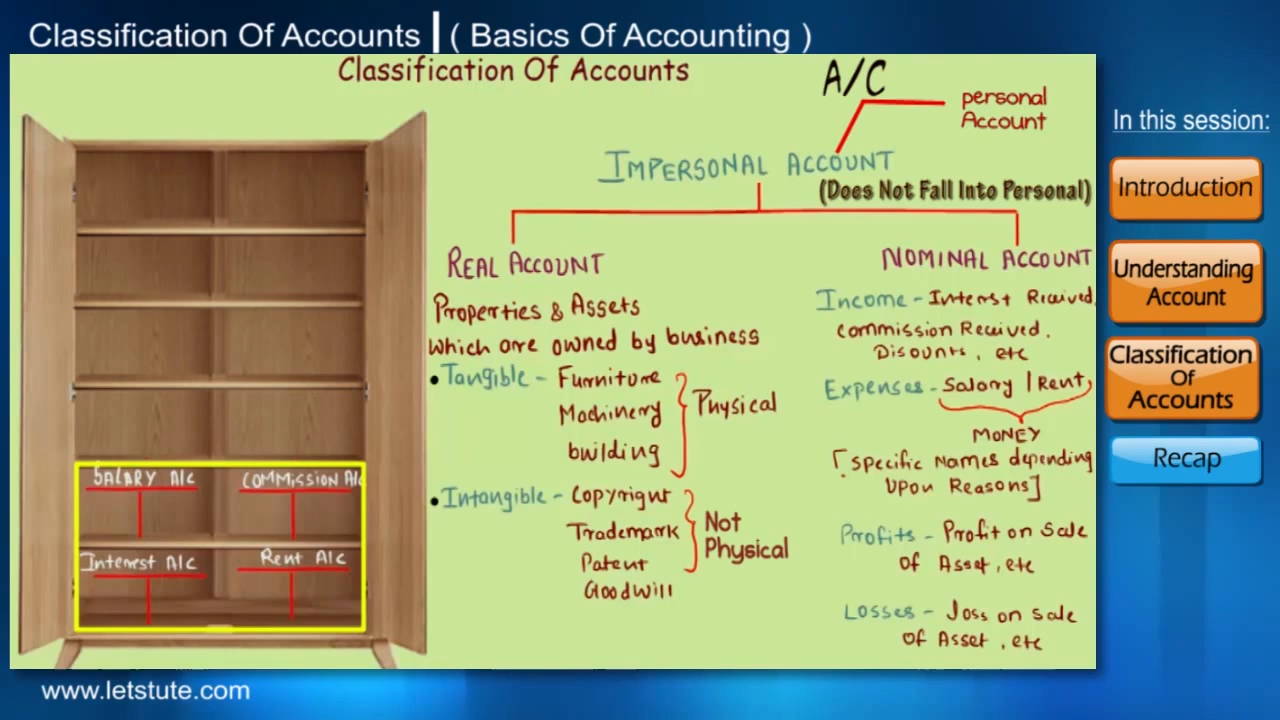 Classification Of Accounts | ( Basics Of Accounting )
Classification Of Accounts
A/C
personal
Account
IMPERSONAL ACCOUNT
(Does Not Fall Into Personal)
REAL ACCOUNT
Properties & Assets
which are owned by business
• Tangible - Furniture
Machinery
building
Physical
• Intangible - Copyright
Trademark
Patent
Goodwill
Not
Physical
NOMINAL ACCOUNT
Income - Interest Received,
commission Received.
Discounts, etc
Expenses - Salary / Rent
MONEY
[specific Names depending
Upon Reasons]
Profits - Profit on sale
of Asset, etc
Losses - Loss on sale
of Asset, etc
SALARY A/c
COMMISSION A/c
Interest A/c
Rent A/c
In this session:
Introduction
Understanding
Account
Classification
Of
Accounts
Recap
www.letstute.com